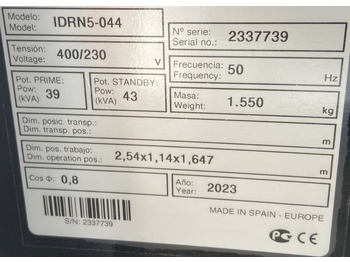 Modelo: Model: IDRN5-044
Nº serie: Serial no.: 2337739
Tensión: Voltage: 400/230 V
Frecuencia: Frequency: 50 Hz
Pot. PRIME: Pow: (kVA) 39
Pot. STANDBY: Pow: (kVA) 43
Masa: Weight: 1.550 kg
Dim. posic. transp.:
Dim. transp.: m
Dim. pos. trabajo:
Dim. operation pos.: 2,54x1,14x1,647 m
Cos Φ: 0,8
Año: Year: 2023
S/N: 2337739
MADE IN SPAIN - EUROPE
PC CE